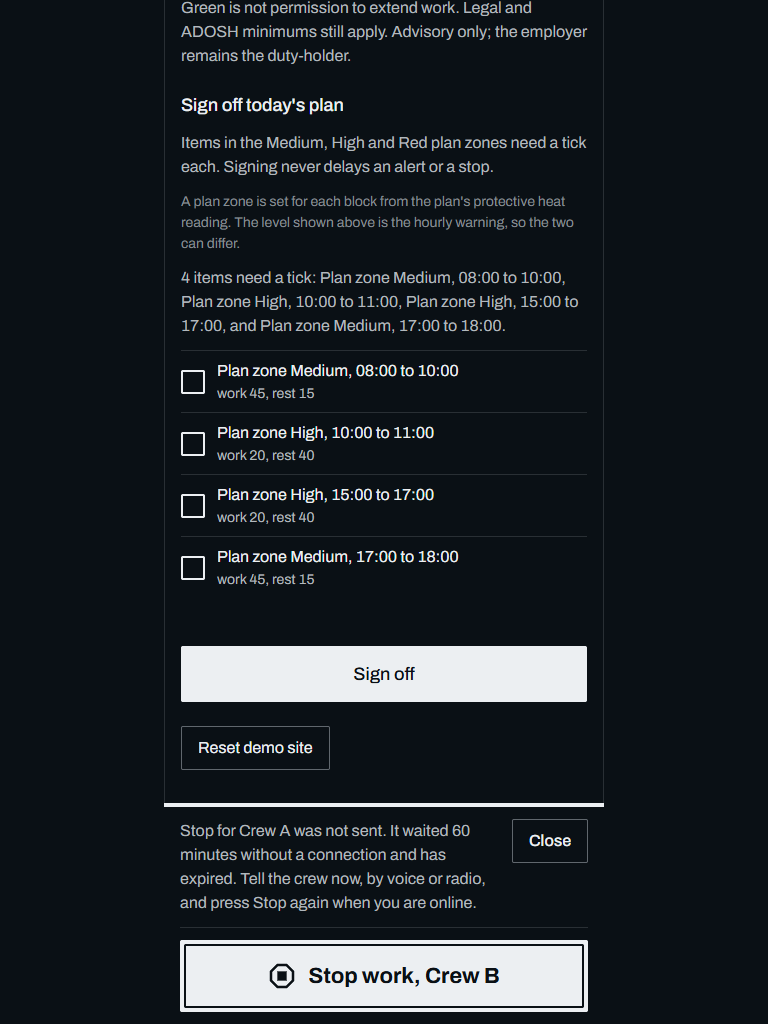 Green is not permission to extend work. Legal and
ADOSH minimums still apply. Advisory only; the employer
remains the duty-holder.
Sign off today's plan
Items in the Medium, High and Red plan zones need a tick
each. Signing never delays an alert or a stop.
A plan zone is set for each block from the plan's protective heat
reading. The level shown above is the hourly warning, so the two
can differ.
4 items need a tick: Plan zone Medium, 08:00 to 10:00,
Plan zone High, 10:00 to 11:00, Plan zone High, 15:00 to
17:00, and Plan zone Medium, 17:00 to 18:00.
Plan zone Medium, 08:00 to 10:00
work 45, rest 15
Plan zone High, 10:00 to 11:00
work 20, rest 40
Plan zone High, 15:00 to 17:00
work 20, rest 40
Plan zone Medium, 17:00 to 18:00
work 45, rest 15
Sign off
Reset demo site
Stop for Crew A was not sent. It waited 60
minutes without a connection and has
expired. Tell the crew now, by voice or radio,
and press Stop again when you are online.
Close
Stop work, Crew B